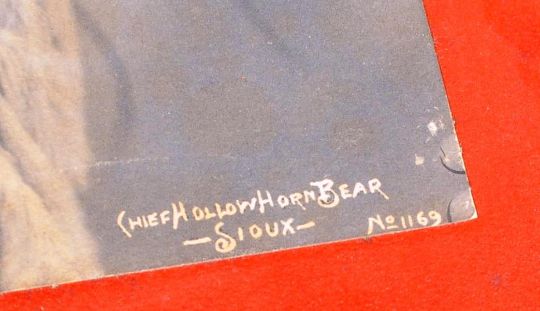 Chief Hollow Horn Bear
—Sioux— No 1169